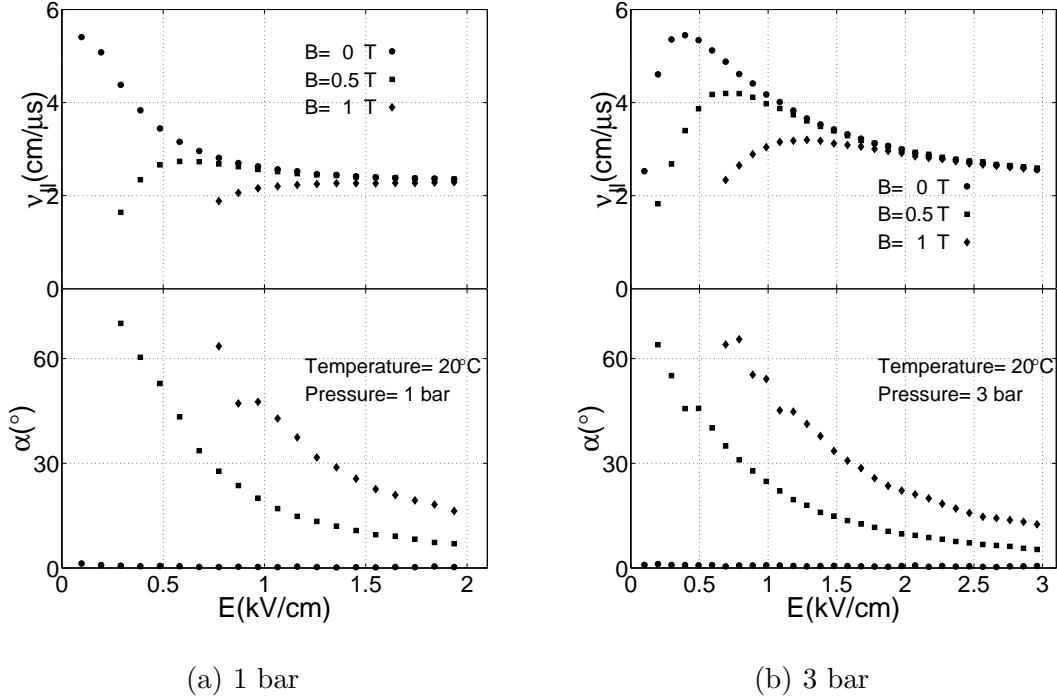 6
4
2
0
ν||(cm/μs)
B= 0 T
B=0.5 T
B= 1 T
60
30
0
α(°)
Temperature= 20°C
Pressure= 1 bar
0 0.5 1 1.5 2
E(kV/cm)
(a) 1 bar
6
4
2
0
ν||(cm/μs)
B= 0 T
B=0.5 T
B= 1 T
60
30
0
α(°)
Temperature= 20°C
Pressure= 3 bar
0 0.5 1 1.5 2 2.5 3
E(kV/cm)
(b) 3 bar